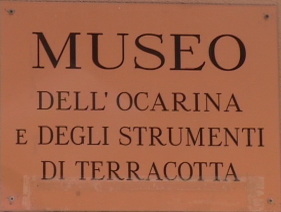 MUSEO
DELL' OCARINA
E DEGLI STRUMENTI
DI TERRACOTTA